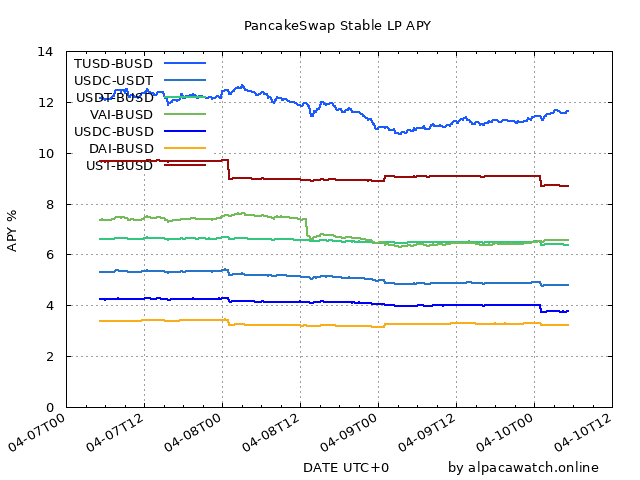 PancakeSwap Stable LP APY
TUSD-BUSD
USDC-USDT
USDT-BUSD
VAI-BUSD
USDC-BUSD
DAI-BUSD
UST-BUSD
14
12
10
8
6
4
2
0
APY %
04-07T00
04-07T12
04-08T00
04-08T12
04-09T00
04-09T12
04-10T00
04-10T12
DATE UTC+0
by alpacawatch.online